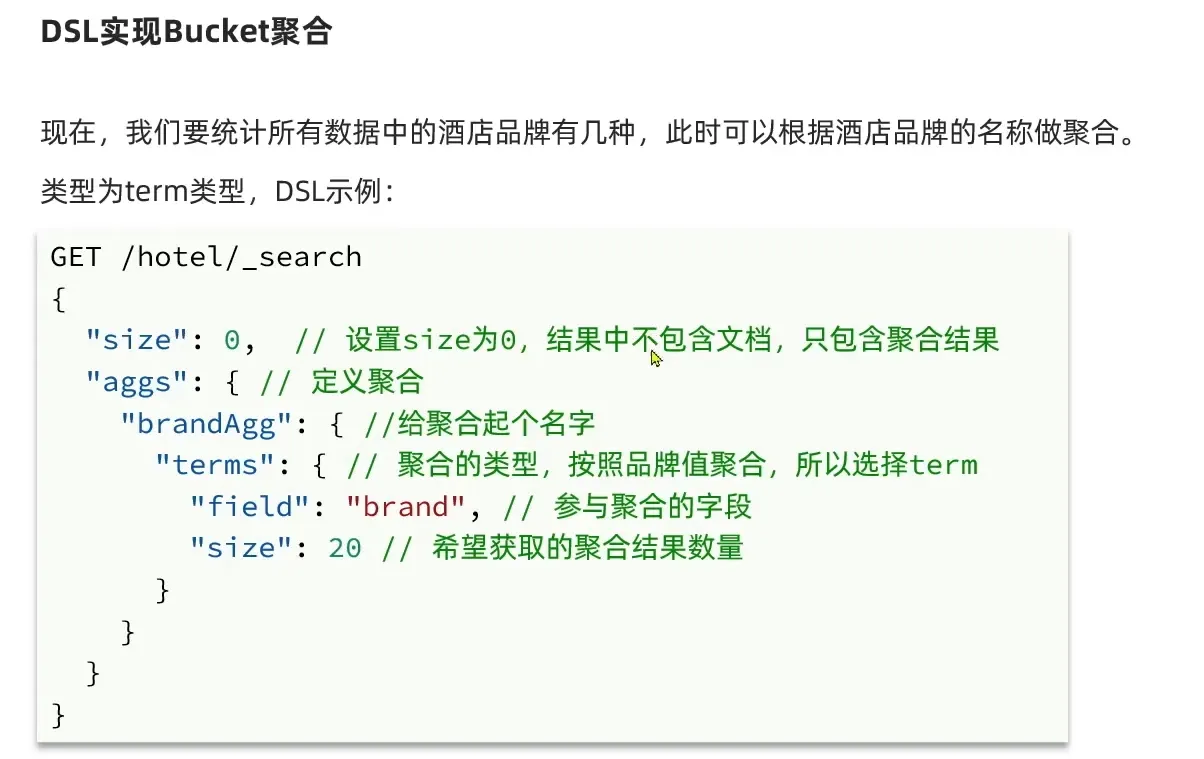 DSL实现Bucket聚合
现在，我们要统计所有数据中的酒店品牌有几种，此时可以根据酒店品牌的名称做聚合。
类型为term类型，DSL示例：
GET /hotel/_search
{
  "size": 0,  // 设置size为0，结果中不包含文档，只包含聚合结果
  "aggs": { // 定义聚合
    "brandAgg": { //给聚合起个名字
      "terms": { // 聚合的类型，按照品牌值聚合，所以选择term
        "field": "brand", // 参与聚合的字段
        "size": 20 // 希望获取的聚合结果数量
      }
    }
  }
}